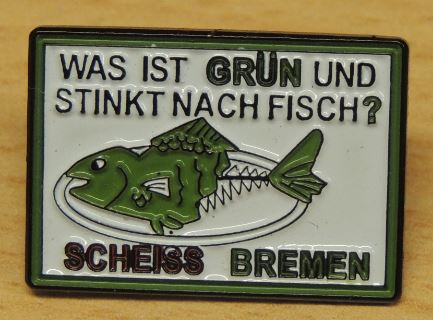 WAS IST GRÜN UND
STINKT NACH FISCH?
SCHEISS BREMEN